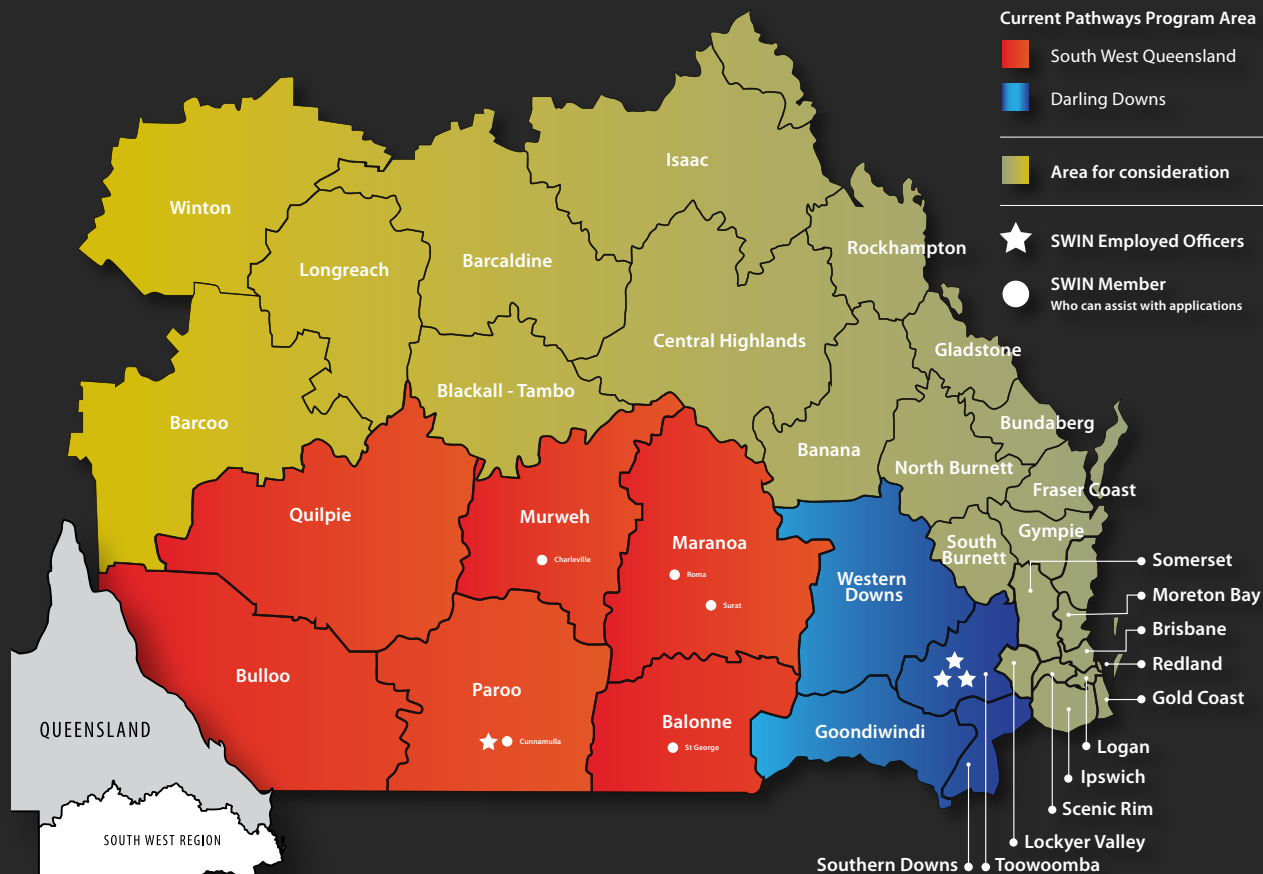 Current Pathways Program Area
South West Queensland
Darling Downs
Area for consideration
SWIN Employed Officers
SWIN Member
Who can assist with applications
Winton
Longreach
Barcaldine
Isaac
Rockhampton
Central Highlands
Gladstone
Blackall - Tambo
Barcoo
Banana
Bundaberg
North Burnett
Fraser Coast
Quilpie
Murweh
Charleville
Maranoa
Roma
Surat
Gympie
South
Burnett
Western
Downs
Somerset
Moreton Bay
Brisbane
Redland
Gold Coast
Bulloo
Paroo
Cunnamulla
Balonne
St George
Goondiwindi
Logan
Ipswich
Scenic Rim
Lockyer Valley
Southern Downs
Toowoomba
QUEENSLAND
SOUTH WEST REGION